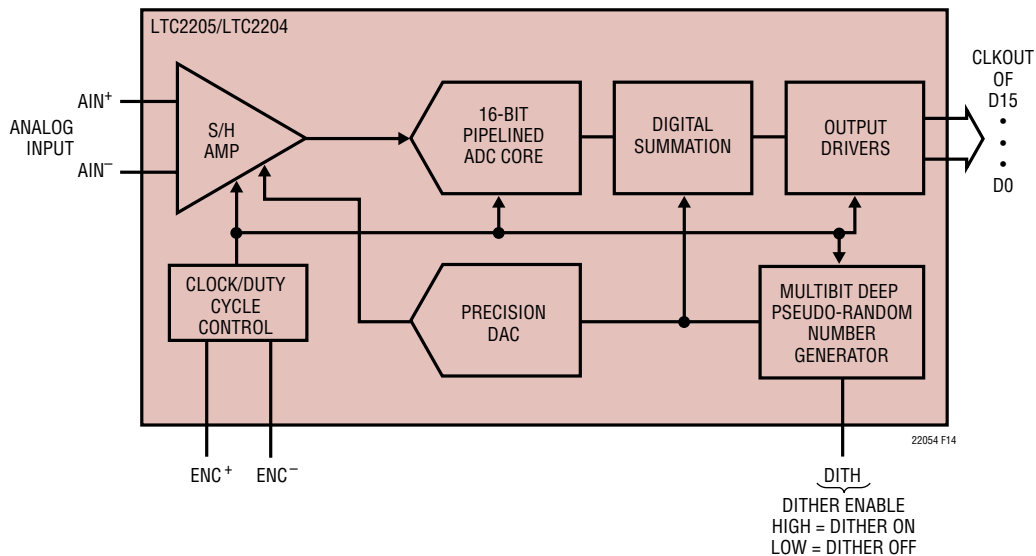 LTC2205/LTC2204
AIN+
ANALOG
INPUT
AIN−
S/H
AMP
16-BIT
PIPELINED
ADC CORE
DIGITAL
SUMMATION
OUTPUT
DRIVERS
CLKOUT
OF
D15
•
•
•
D0
CLOCK/DUTY
CYCLE
CONTROL
PRECISION
DAC
MULTIBIT DEEP
PSEUDO-RANDOM
NUMBER
GENERATOR
22054 F14
ENC+
ENC−
DITH
DITHER ENABLE
HIGH = DITHER ON
LOW = DITHER OFF